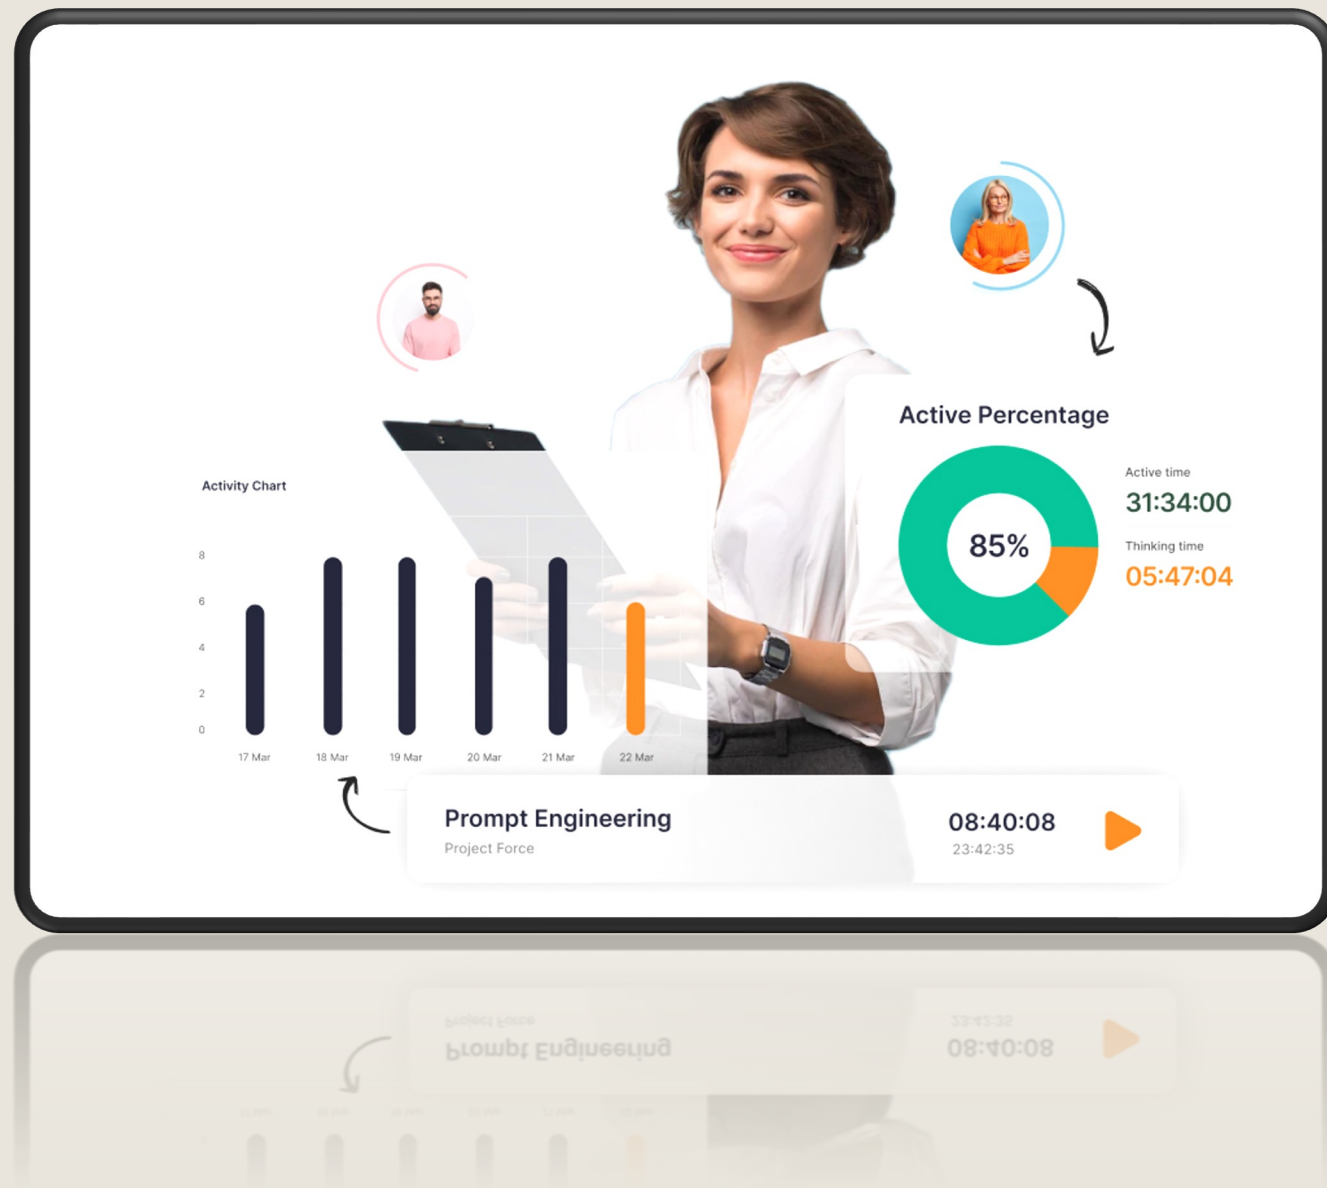 Active Percentage
85%
Active time
31:34:00
Thinking time
05:47:04
Activity Chart
8
6
4
2
0
17 Mar
18 Mar
19 Mar
20 Mar
21 Mar
22 Mar
Prompt Engineering
Project Force
08:40:08
23:42:35